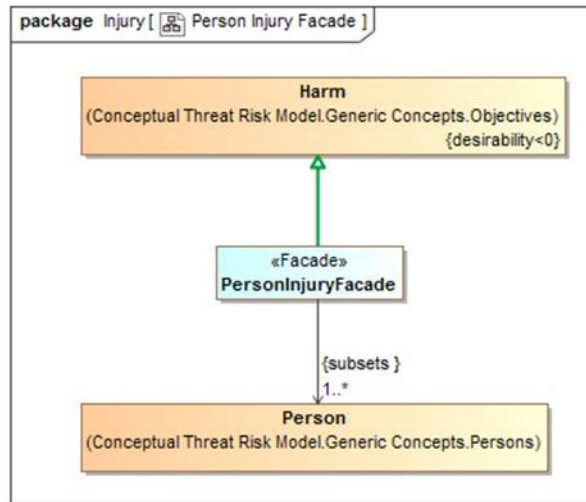 package Injury [ Person Injury Facade ]
Harm
(Conceptual Threat Risk Model.Generic Concepts.Objectives)
{desirability<0}
«Facade»
PersonInjuryFacade
{subsets }
1..*
Person
(Conceptual Threat Risk Model.Generic Concepts.Persons)